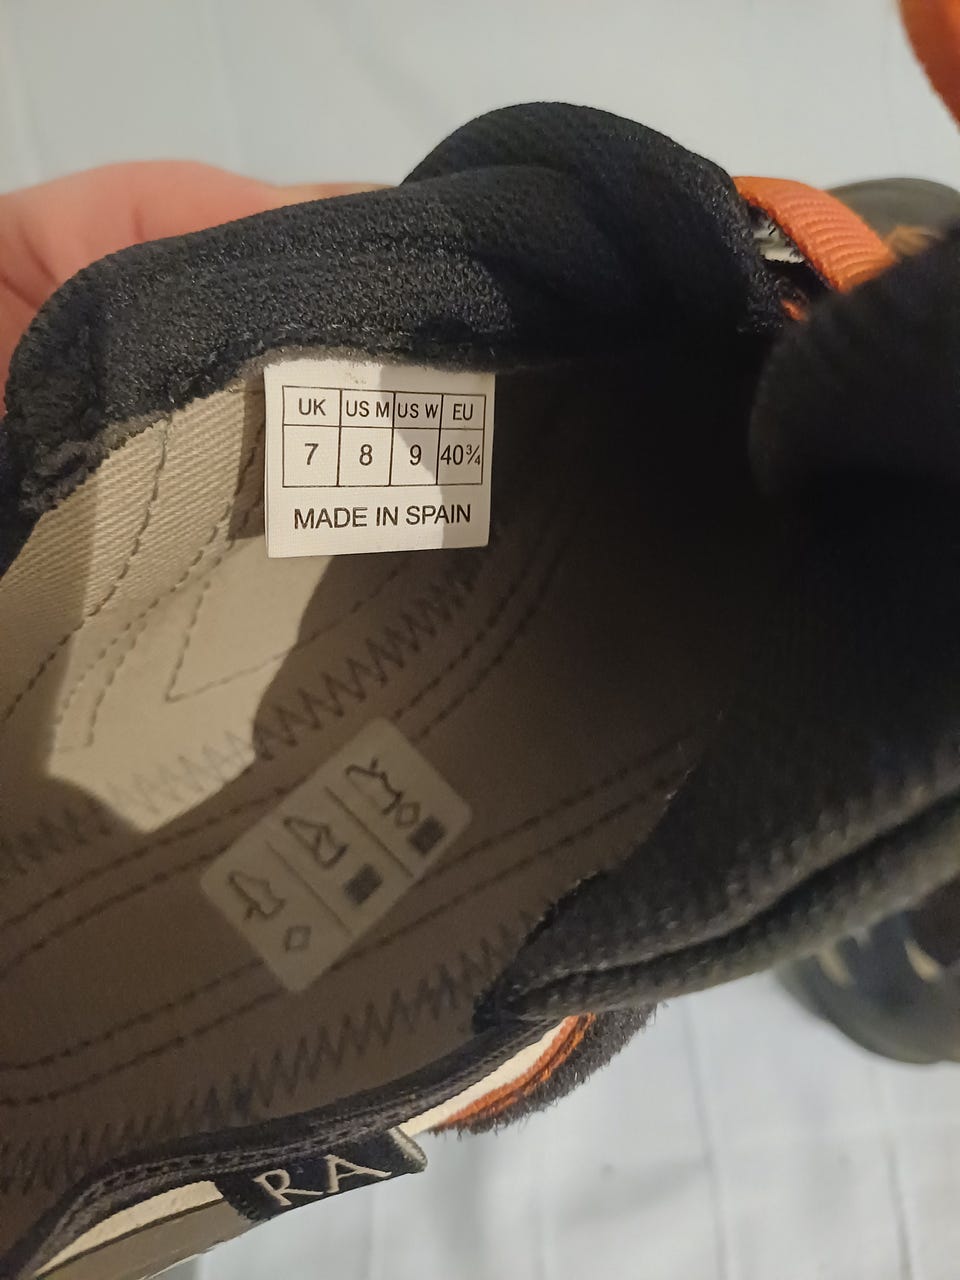 UK US M US W EU
7 8 9 40¾
MADE IN SPAIN
RA